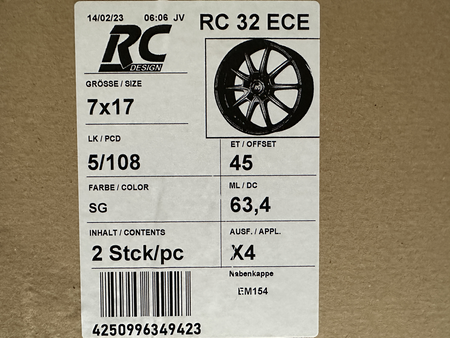 14/02/23 06:06 JV
RC 32 ECE
RC
DESIGN
GRÖSSE / SIZE
7x17
LK / PCD
5/108
ET / OFFSET
45
FARBE / COLOR
SG
ML / DC
63,4
INHALT / CONTENTS
2 Stck/pc
AUSF. / APPL.
X4
Nabenkappe
EM154
4250996349423